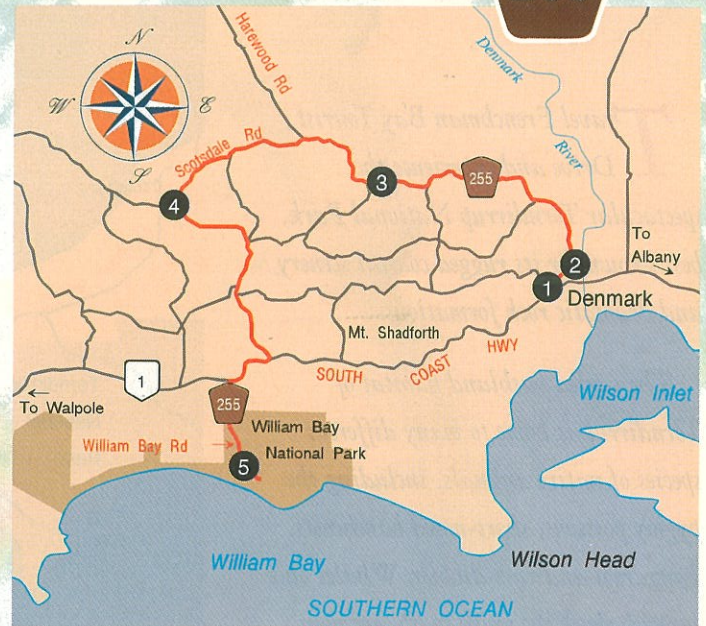 N
W
E
S
Harewood Rd
Denmark
River
Scotsdale Rd
3
255
4
To
Albany
2
1
Denmark
Mt. Shadforth
SOUTH COAST HWY
1
To Walpole
255
Wilson Inlet
William Bay Rd
William Bay
National Park
5
William Bay
Wilson Head
SOUTHERN OCEAN